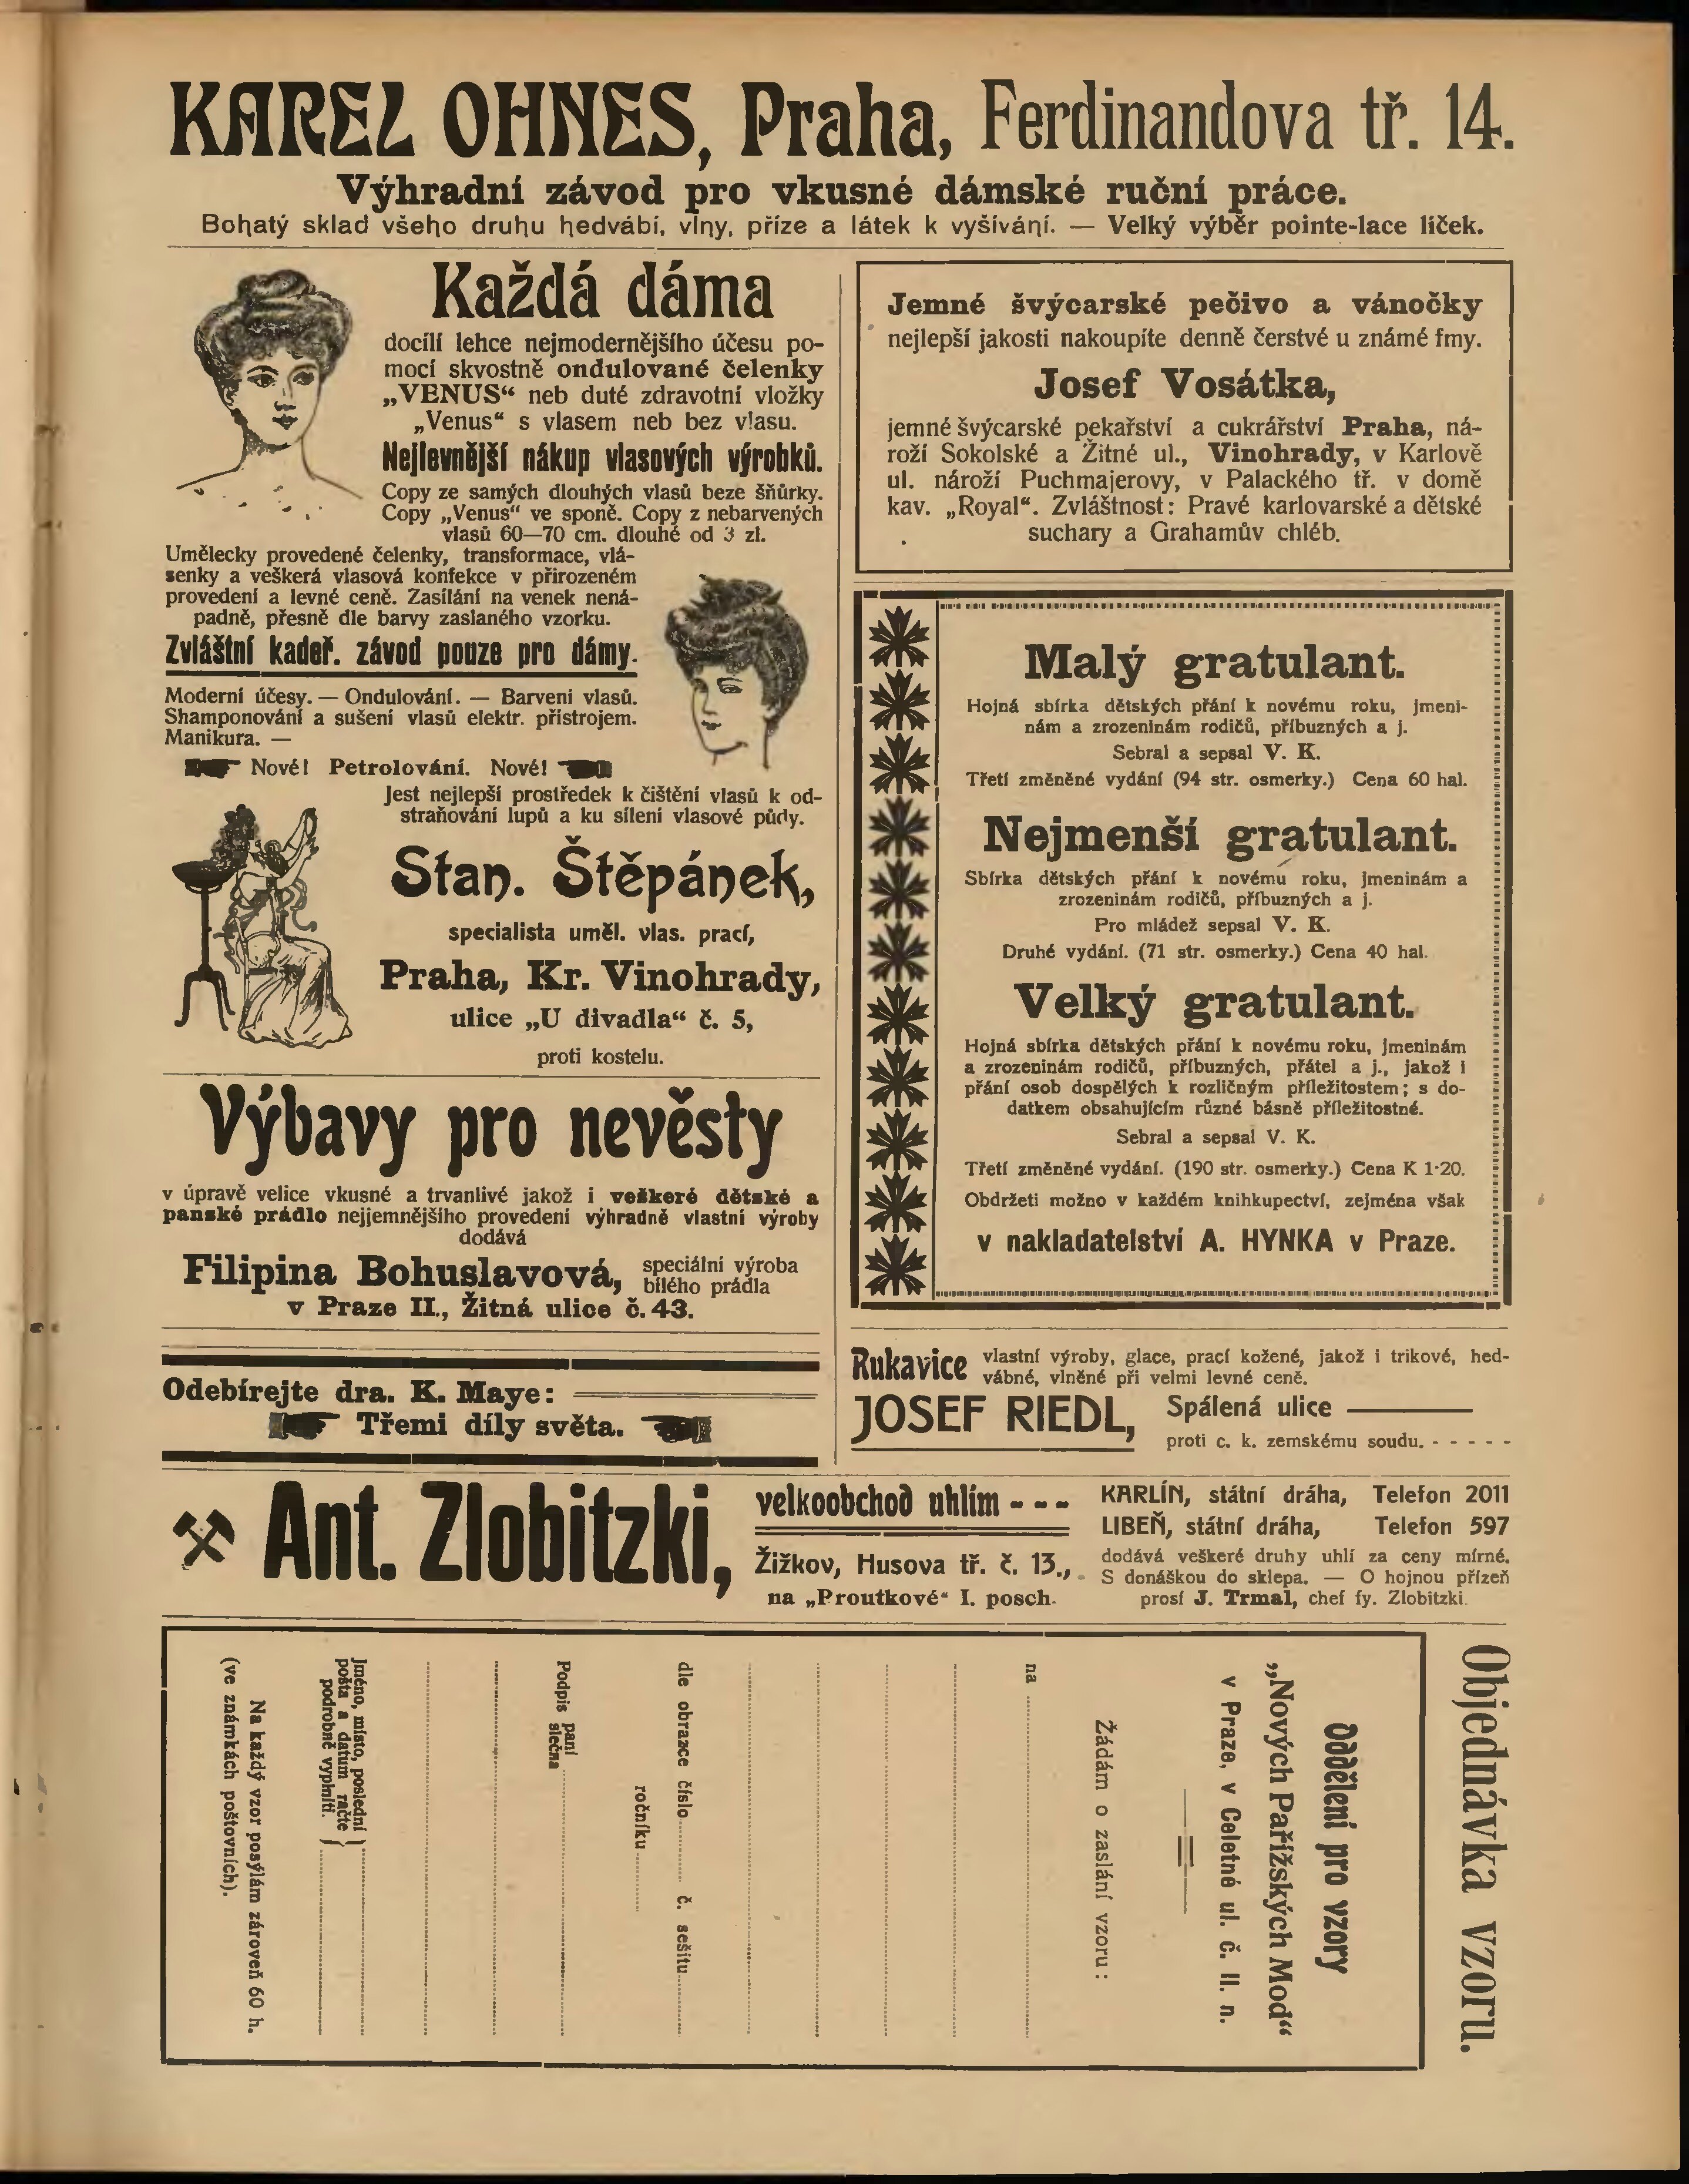 KAREL OHNES, Praha, Ferdinandova tř. 14.
Výhradní závod pro vkusné dámské ruční práce.
Bohatý sklad všeho druhu hedvábí, vlny, příze a látek k vyšívání. — Velký výběr pointe-lace líček.
Každá dáma
docílí lehce nejmodernějšího účesu po-
mocí skvostně ondulované čelenky
„VENUS“ neb duté zdravotní vložky
„Venus“ s vlasem neb bez vlasu.
Nejlevnější nákup vlasových výrobků.
Copy ze samých dlouhých vlasů beze šňůrky.
Copy „Venus“ ve sponě. Copy z nebarvených
vlasů 60—70 cm. dlouhé od 3 zl.
Umělecky provedené čelenky, transformace, vlá-
senky a veškerá vlasová konfekce v přirozeném
provedení a levné ceně. Zasílání na venek nená-
padně, přesně dle barvy zaslaného vzorku.
Zvláštní kadeř. závod pouze pro dámy.
Moderní účesy. — Ondulování. — Barvení vlasů.
Shamponování a sušení vlasů elektr. přístrojem.
Manikura. —
Nové! Petrolování. Nové!
Jest nejlepší prostředek k čištění vlasů k od-
straňování lupů a ku sílení vlasové půdy.
Stan. Štěpánek,
specialista uměl. vlas. prací,
Praha, Kr. Vinohrady,
ulice „U divadla“ č. 5,
proti kostelu.
Výbavy pro nevěsty
v úpravě velice vkusné a trvanlivé jakož i veškeré dětské a
panské prádlo nejjemnějšího provedení výhradně vlastní výroby
dodává
Filipina Bohuslavová, speciální výroba
bílého prádla
v Praze II., Žitná ulice č. 43.
Odebírejte dra. K. Maye:
Třemi díly světa.
Jemné švýcarské pečivo a vánočky
nejlepší jakosti nakoupíte denně čerstvé u známé fmy.
Josef Vosátka,
jemné švýcarské pekařství a cukrářství Praha, ná-
roží Sokolské a Žitné ul., Vinohrady, v Karlově
ul. nároží Puchmajerovy, v Palackého tř. v domě
kav. „Royal“. Zvláštnost: Pravé karlovarské a dětské
suchary a Grahamův chléb.
Malý gratulant.
Hojná sbírka dětských přání k novému roku, jmeni-
nám a zrozeninám rodičů, příbuzných a j.
Sebral a sepsal V. K.
Třetí změněné vydání (94 str. osmerky.) Cena 60 hal.
Nejmenší gratulant.
Sbírka dětských přání k novému roku, jmeninám a
zrozeninám rodičů, příbuzných a j.
Pro mládež sepsal V. K.
Druhé vydání. (71 str. osmerky.) Cena 40 hal.
Velký gratulant.
Hojná sbírka dětských přání k novému roku, jmeninám
a zrozeninám rodičů, příbuzných, přátel a j., jakož i
přání osob dospělých k rozličným příležitostem; s do-
datkem obsahujícím různé básně příležitostné.
Sebral a sepsal V. K.
Třetí změněné vydání. (190 str. osmerky.) Cena K 1·20.
Obdržeti možno v každém knihkupectví, zejména však
v nakladatelství A. HYNKA v Praze.
Rukavice vlastní výroby, glace, prací kožené, jakož i trikové, hed-
vábné, vlněné při velmi levné ceně.
JOSEF RIEDL, Spálená ulice
proti c. k. zemskému soudu. - - - - -
Ant. Zlobitzki,
velkoobchod uhlím - - -
Žižkov, Husova tř. č. 13.,
na „Proutkové“ I. posch.
KARLÍN, státní dráha, Telefon 2011
LIBEŇ, státní dráha, Telefon 597
dodává veškeré druhy uhlí za ceny mírné.
S donáškou do sklepa. — O hojnou přízeň
prosí J. Trmal, chef fy. Zlobitzki.
Objednávka vzoru.
Oddělení pro vzory
„Nových Pařížských Mod“
v Praze, v Celetné ul. č. 11. n.
Žádám o zaslání vzoru:
na
dle obrazce číslo č. sešitu
ročníku
Podpis paní
slečna
Jméno, místo, poslední
pošta a datum račte
podrobně vyplniti.
Na každý vzor posýlám zároveň 60 h.
(ve známkách poštovních).